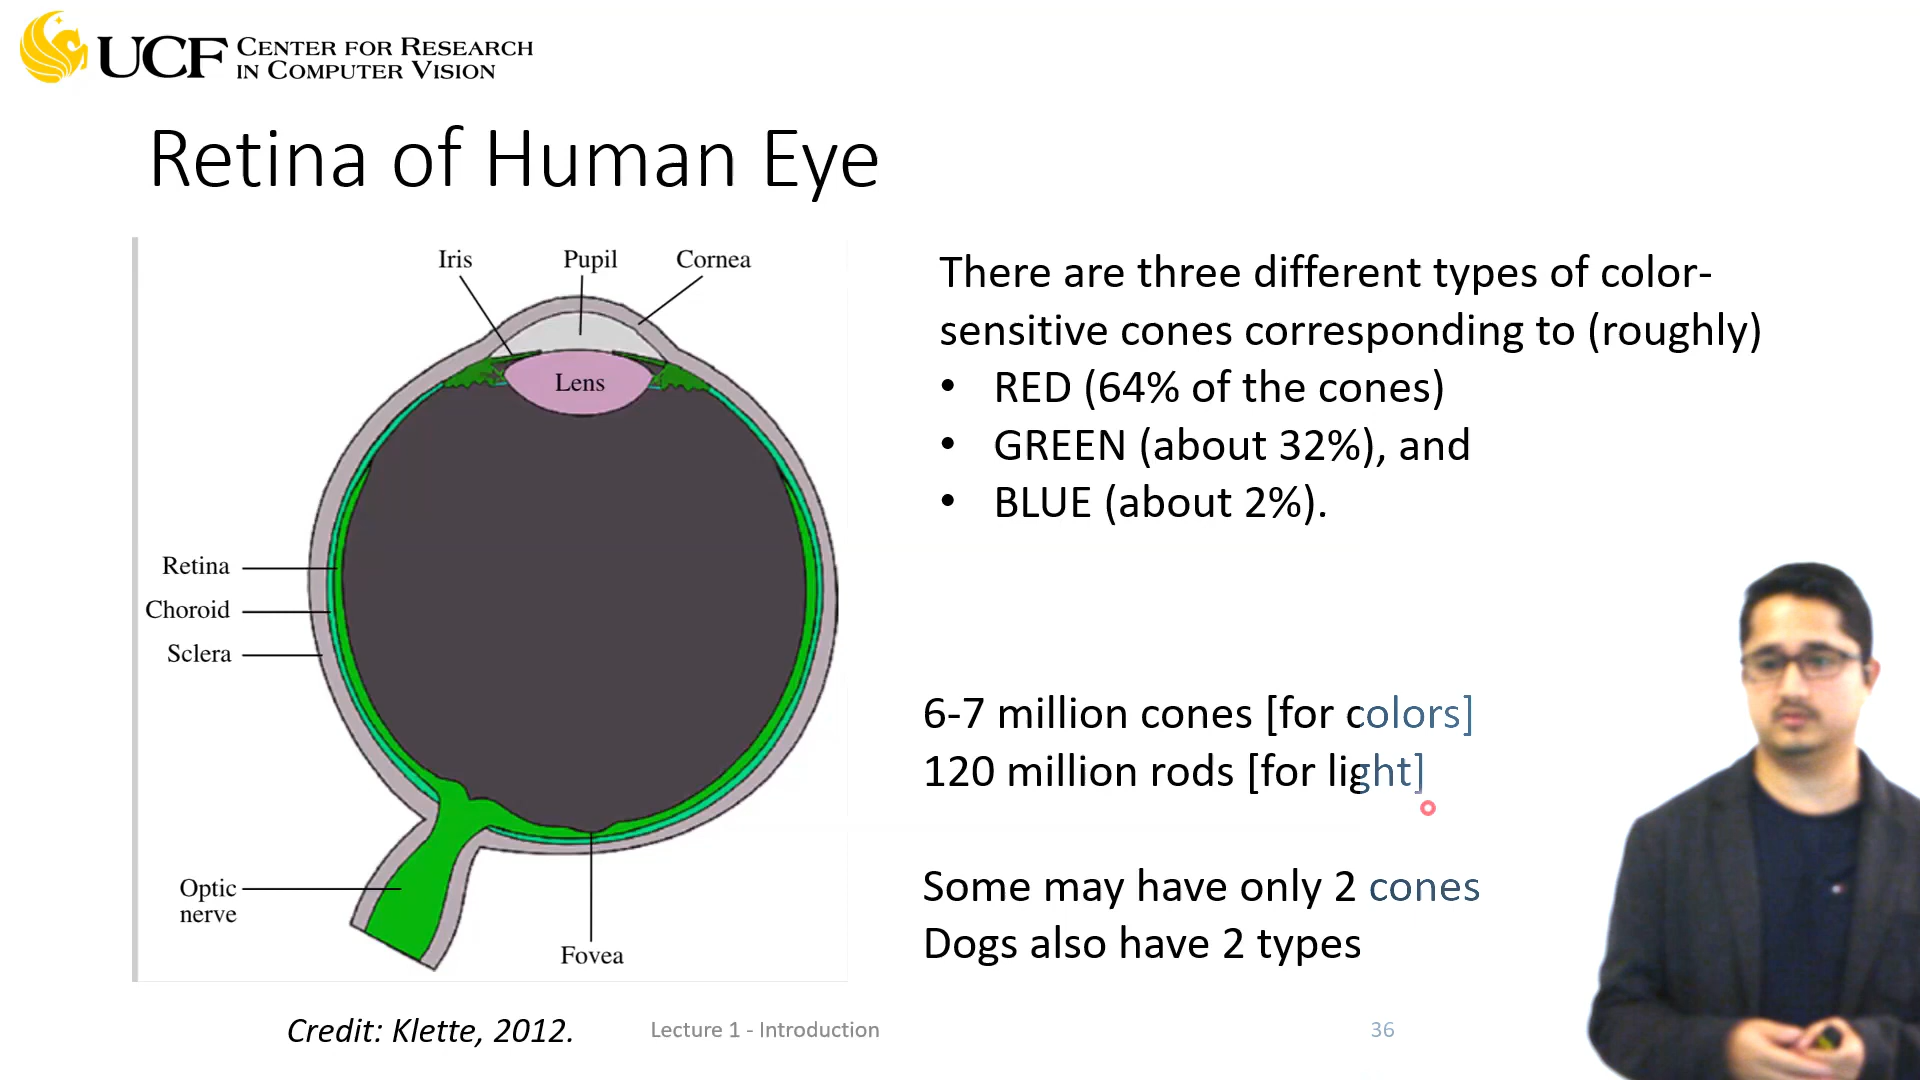 UCF CENTER FOR RESEARCH
IN COMPUTER VISION
Retina of Human Eye
Iris
Pupil
Cornea
Lens
Retina
Choroid
Sclera
Optic
nerve
Fovea
Credit: Klette, 2012.
There are three different types of color-
sensitive cones corresponding to (roughly)
• RED (64% of the cones)
• GREEN (about 32%), and
• BLUE (about 2%).
6-7 million cones [for colors]
120 million rods [for light]
Some may have only 2 cones
Dogs also have 2 types
Lecture 1 - Introduction
36